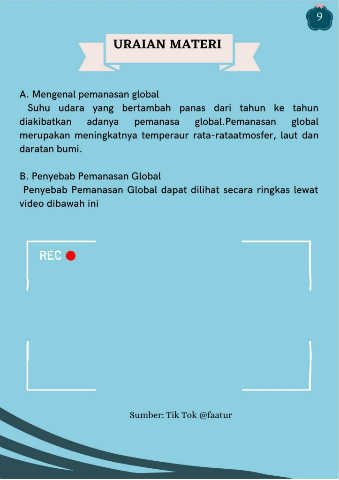 9
URAIAN MATERI
A. Mengenal pemanasan global
Suhu udara yang bertambah panas dari tahun ke tahun
diakibatkan adanya pemanasa global.Pemanasan global
merupakan meningkatnya temperaur rata-rataatmosfer, laut dan
daratan bumi.
B. Penyebab Pemanasan Global
Penyebab Pemanasan Global dapat dilihat secara ringkas lewat
video dibawah ini
REC
Sumber: Tik Tok @faatur